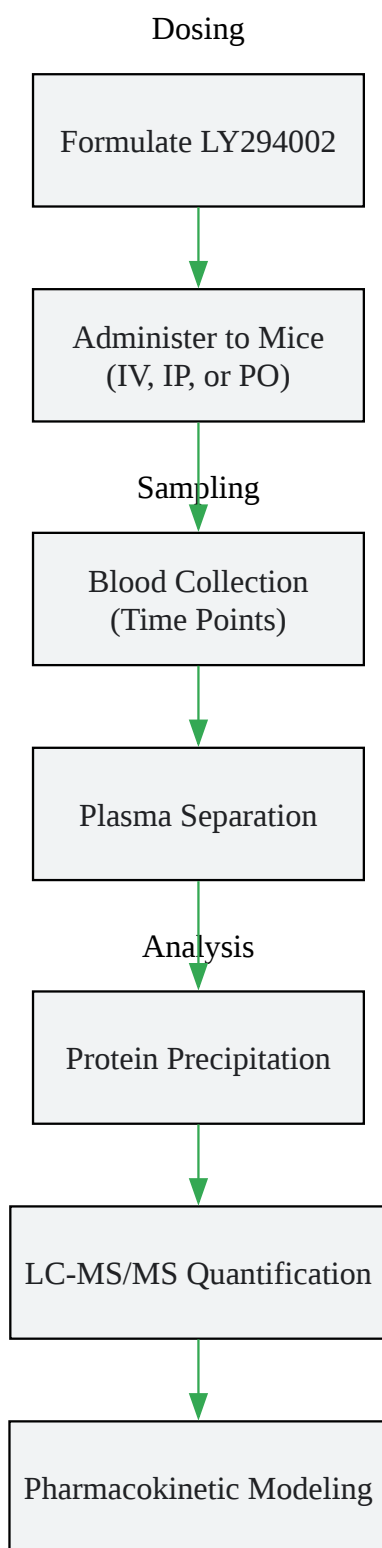 Dosing
Formulate LY294002
Administer to Mice
(IV, IP, or PO)
Sampling
Blood Collection
(Time Points)
Plasma Separation
Analysis
Protein Precipitation
LC-MS/MS Quantification
Pharmacokinetic Modeling